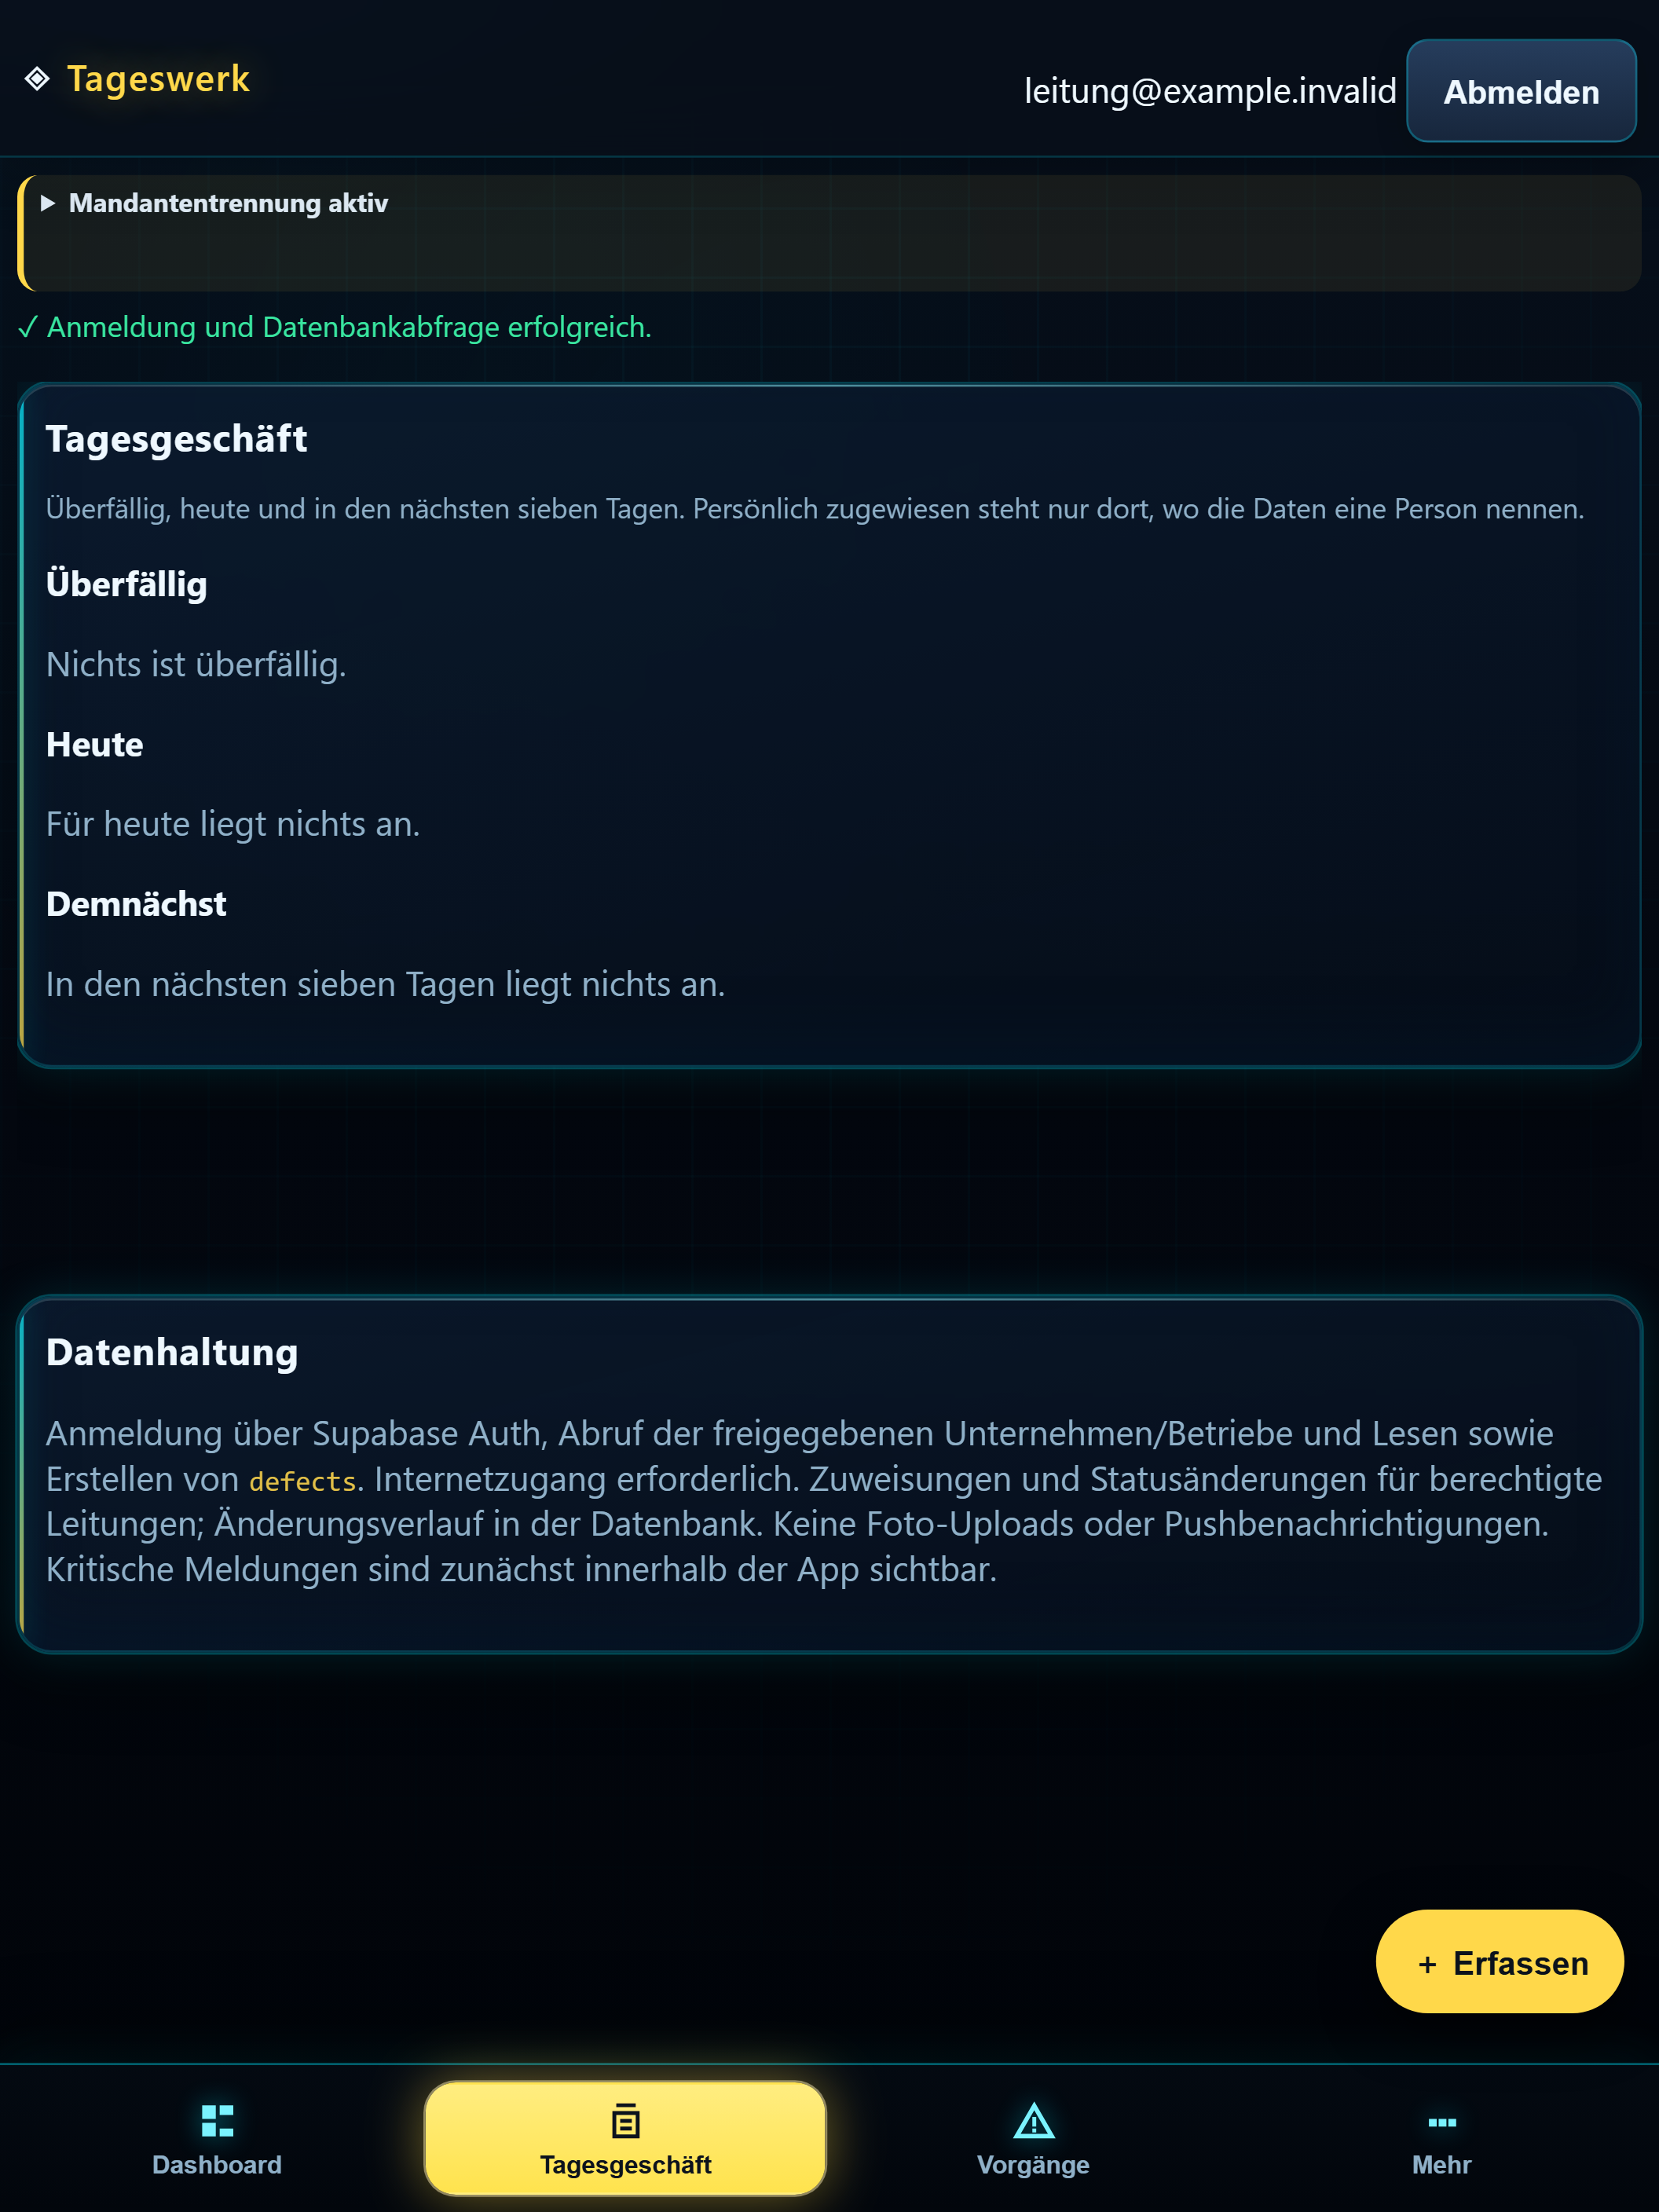 Tageswerk
leitung@example.invalid
Abmelden
Mandantentrennung aktiv
✓ Anmeldung und Datenbankabfrage erfolgreich.
Tagesgeschäft
Überfällig, heute und in den nächsten sieben Tagen. Persönlich zugewiesen steht nur dort, wo die Daten eine Person nennen.
Überfällig
Nichts ist überfällig.
Heute
Für heute liegt nichts an.
Demnächst
In den nächsten sieben Tagen liegt nichts an.
Datenhaltung
Anmeldung über Supabase Auth, Abruf der freigegebenen Unternehmen/Betriebe und Lesen sowie
Erstellen von defects. Internetzugang erforderlich. Zuweisungen und Statusänderungen für berechtigte
Leitungen; Änderungsverlauf in der Datenbank. Keine Foto-Uploads oder Pushbenachrichtigungen.
Kritische Meldungen sind zunächst innerhalb der App sichtbar.
+ Erfassen
Dashboard
Tagesgeschäft
Vorgänge
Mehr